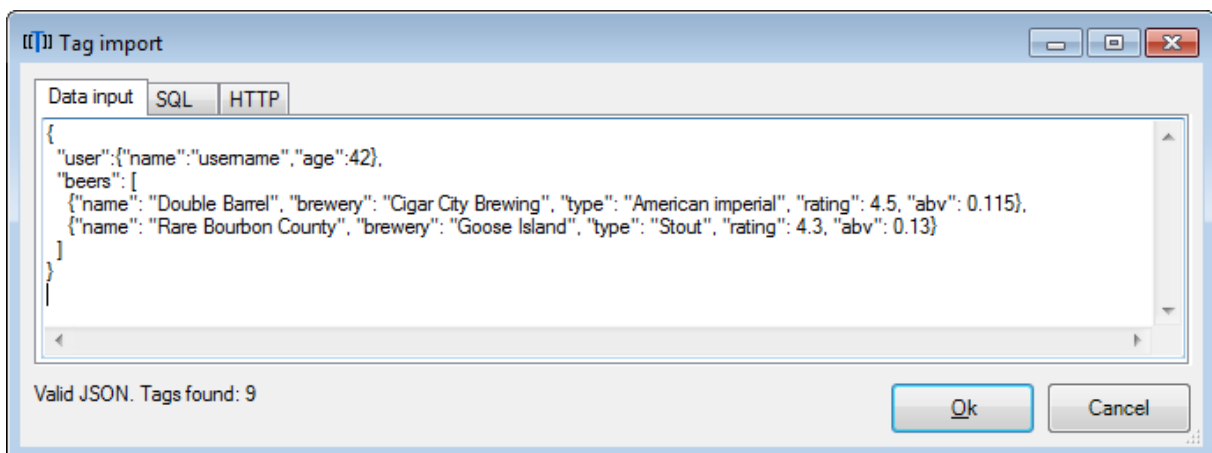 [[T]] Tag import
Data input SQL HTTP
{
"user":{"name":"username","age":42},
"beers": [
{"name": "Double Barrel", "brewery": "Cigar City Brewing", "type": "American imperial", "rating": 4.5, "abv": 0.115},
{"name": "Rare Bourbon County", "brewery": "Goose Island", "type": "Stout", "rating": 4.3, "abv": 0.13}
]
}
Valid JSON. Tags found: 9
Ok Cancel